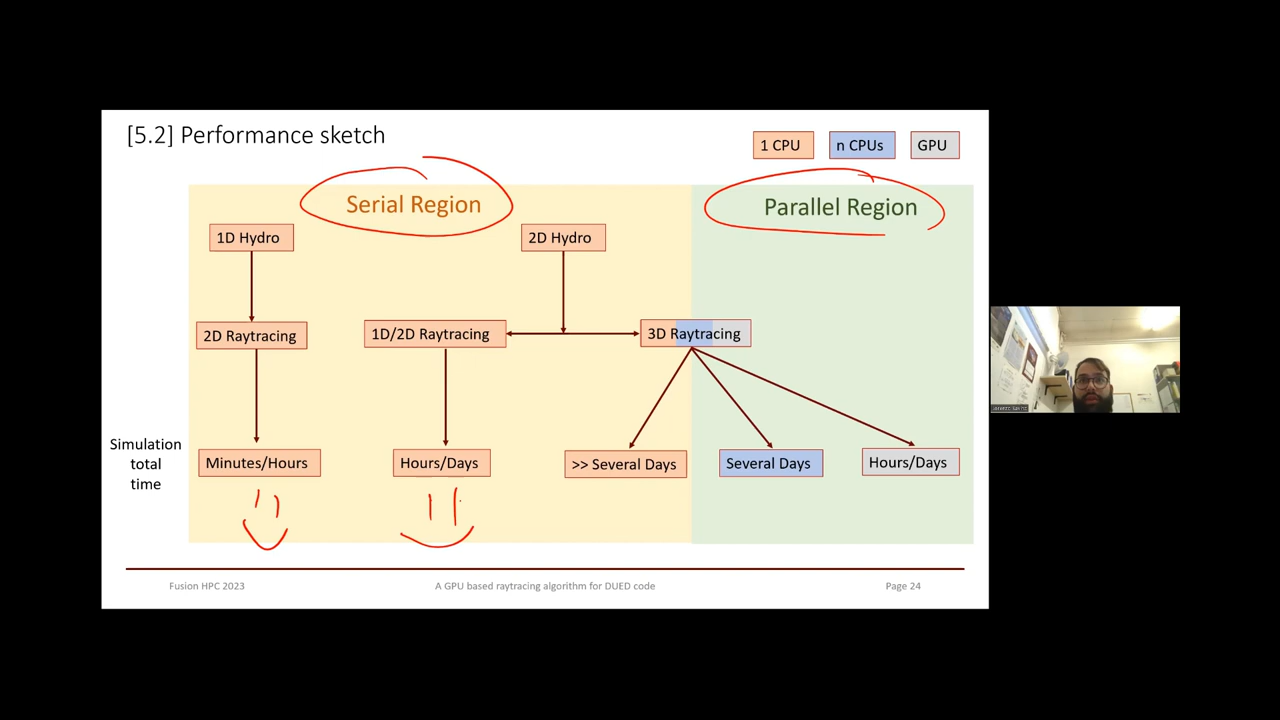 [5.2] Performance sketch
1 CPU
n CPUs
GPU
Serial Region
Parallel Region
1D Hydro
2D Hydro
2D Raytracing
1D/2D Raytracing
3D Raytracing
Simulation
total
time
Minutes/Hours
Hours/Days
>> Several Days
Several Days
Hours/Days
Fusion HPC 2023
A GPU based raytracing algorithm for DUED code
Page 24